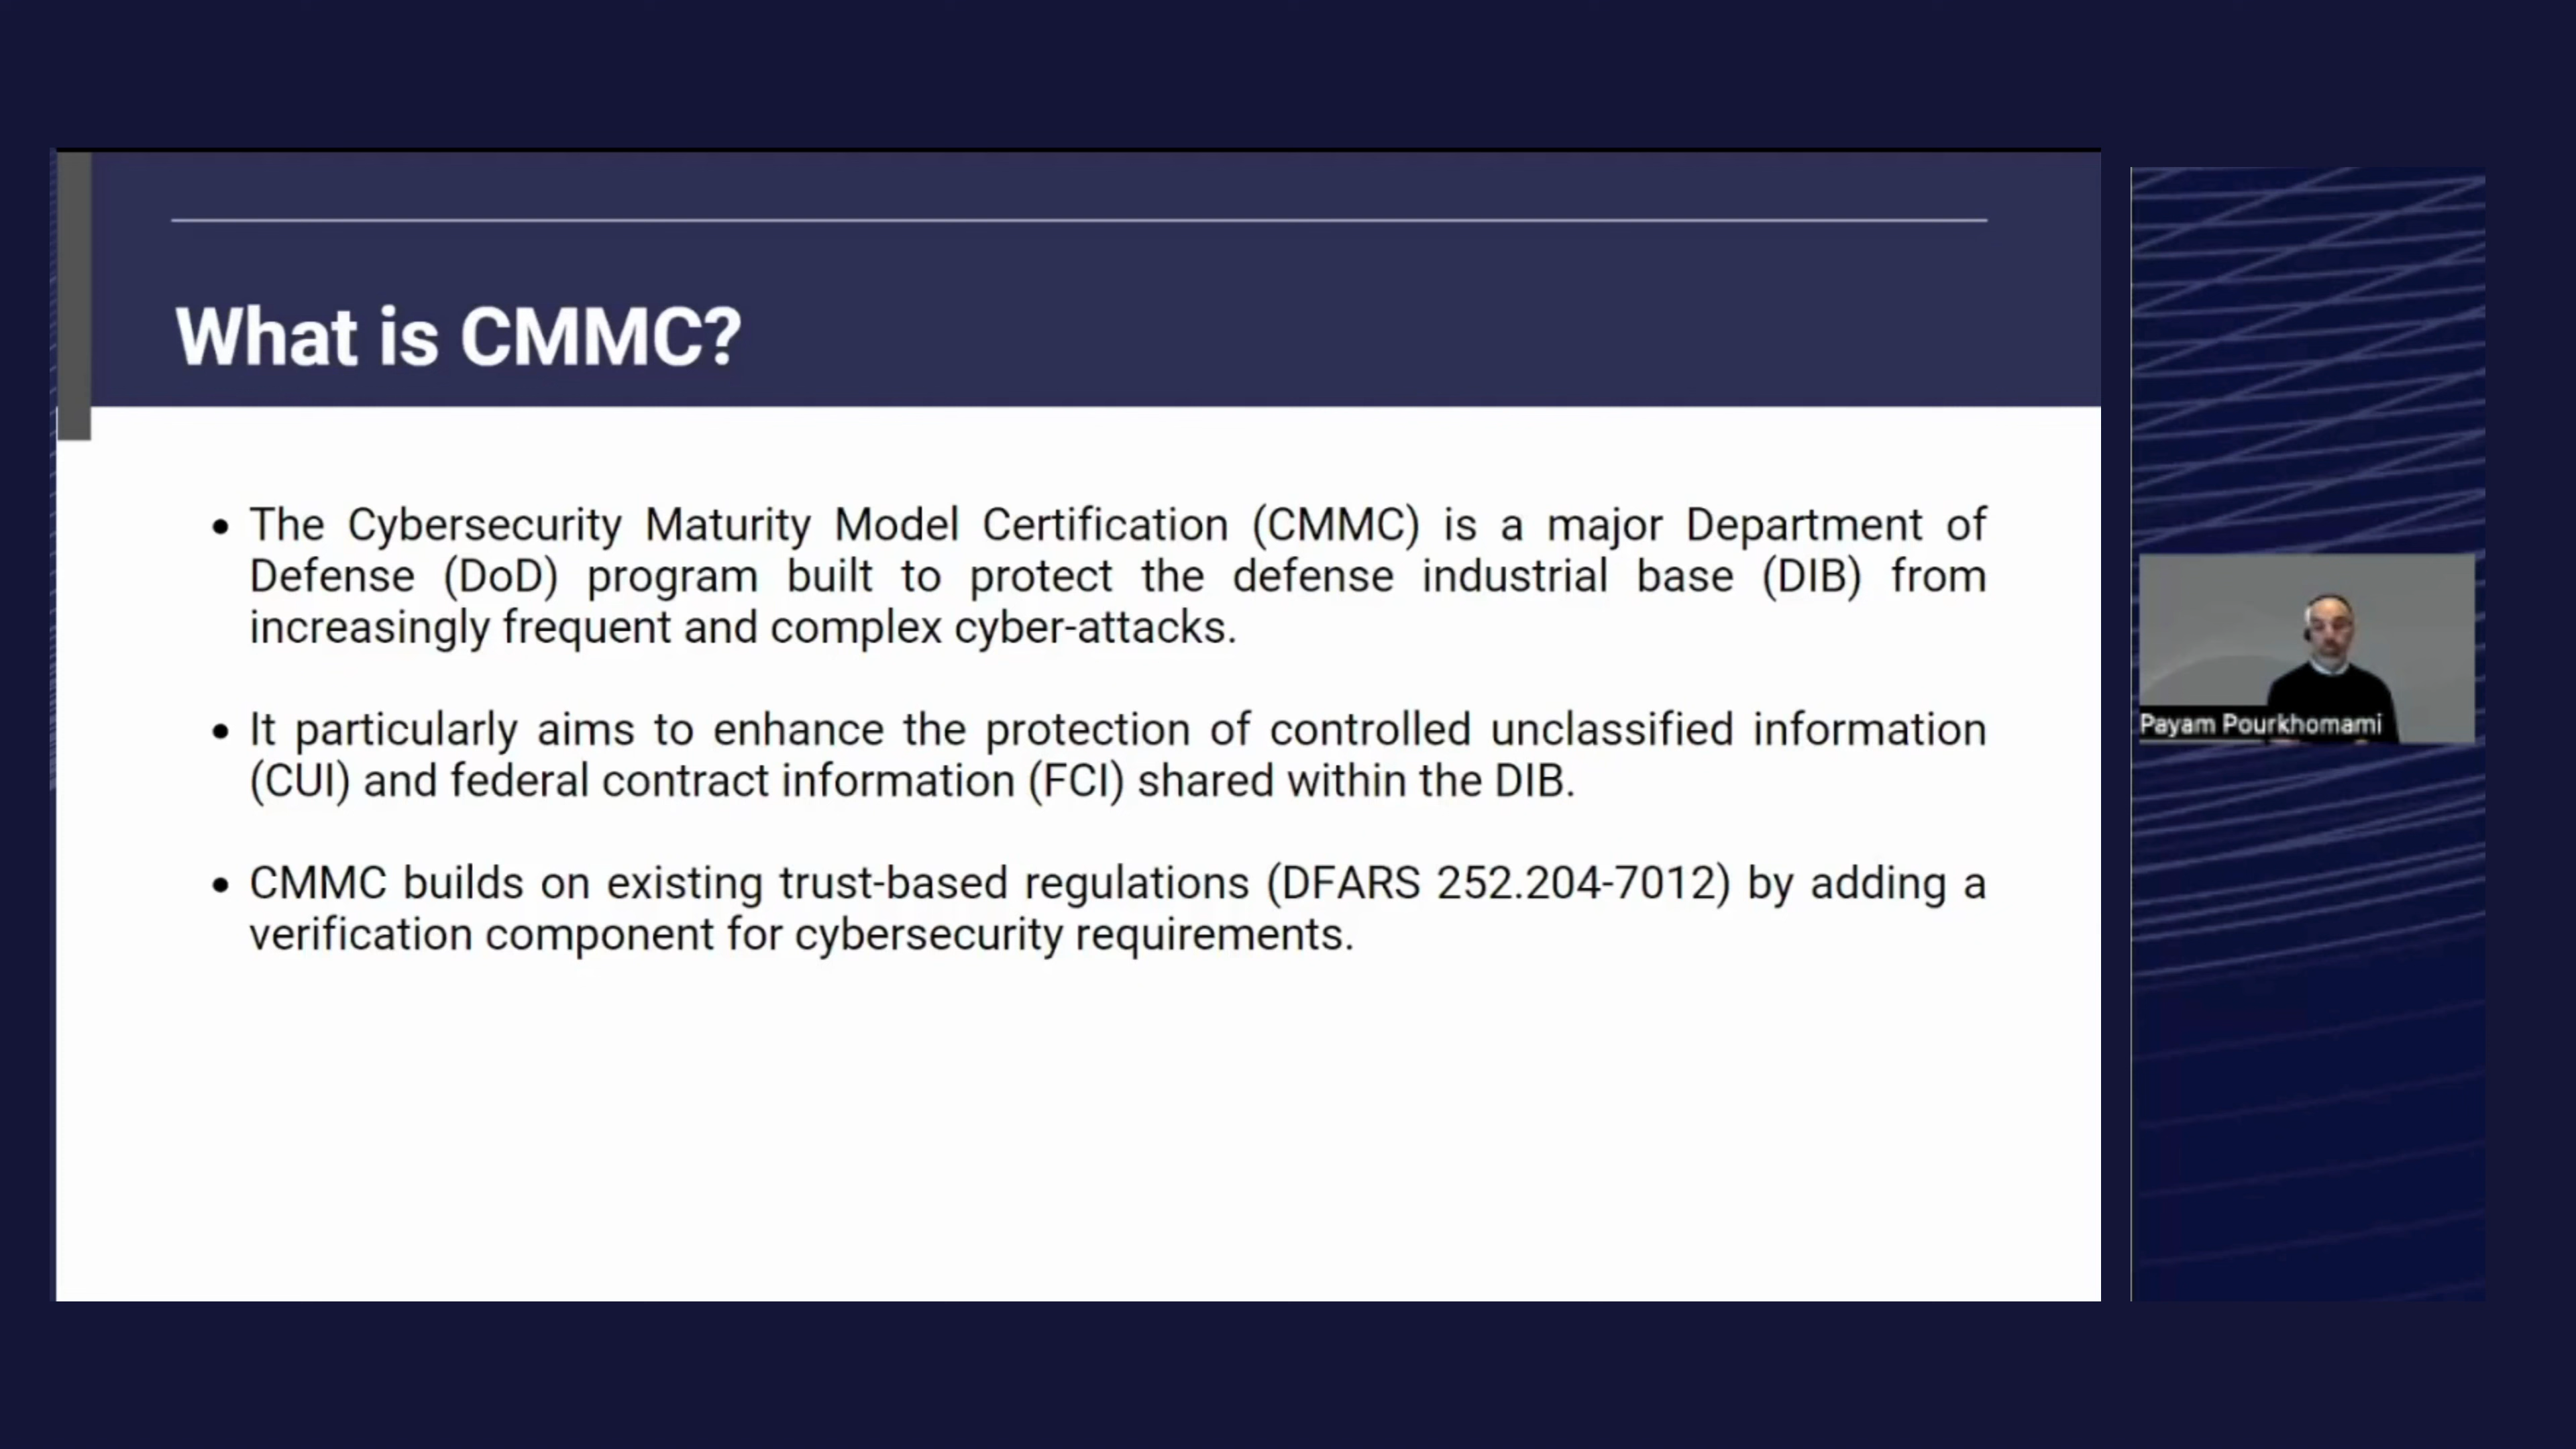 What is CMMC?
• The Cybersecurity Maturity Model Certification (CMMC) is a major Department of
Defense (DoD) program built to protect the defense industrial base (DIB) from
increasingly frequent and complex cyber-attacks.
• It particularly aims to enhance the protection of controlled unclassified information
(CUI) and federal contract information (FCI) shared within the DIB.
• CMMC builds on existing trust-based regulations (DFARS 252.204-7012) by adding a
verification component for cybersecurity requirements.
Payam Pourkhomami